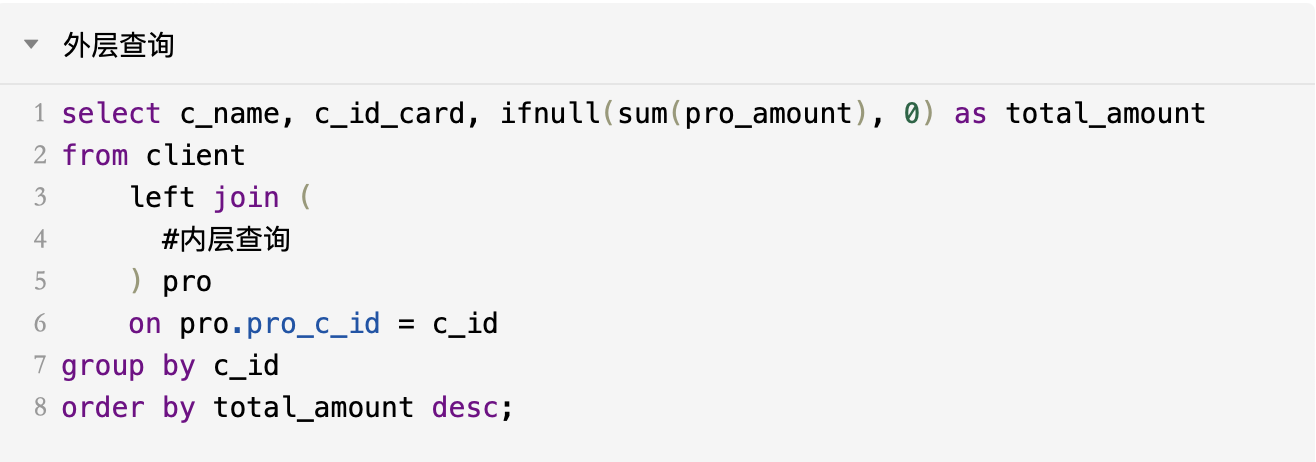 外层查询
1 select c_name, c_id_card, ifnull(sum(pro_amount), 0) as total_amount
2 from client
3     left join (
4       #内层查询
5     ) pro
6     on pro.pro_c_id = c_id
7 group by c_id
8 order by total_amount desc;